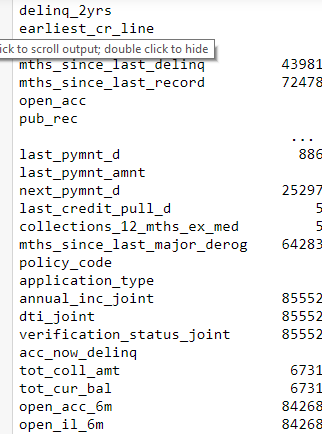 delinq_2yrs
earliest_cr_line
ck to scroll output; double click to hide
mths_since_last_delinq 43981
mths_since_last_record 72478
open_acc
pub_rec
...
last_pymnt_d 886
last_pymnt_amnt
next_pymnt_d 25297
last_credit_pull_d 5
collections_12_mths_ex_med 5
mths_since_last_major_derog 64283
policy_code
application_type
annual_inc_joint 85552
dti_joint 85552
verification_status_joint 85552
acc_now_delinq
tot_coll_amt 6731
tot_cur_bal 6731
open_acc_6m 84268
open_il_6m 84268